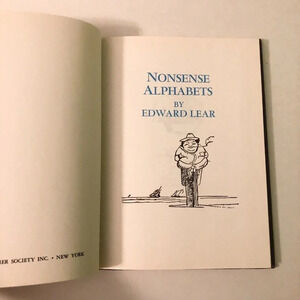 NONSENSE
ALPHABETS
BY
EDWARD LEAR
SOCIETY INC. • NEW YORK